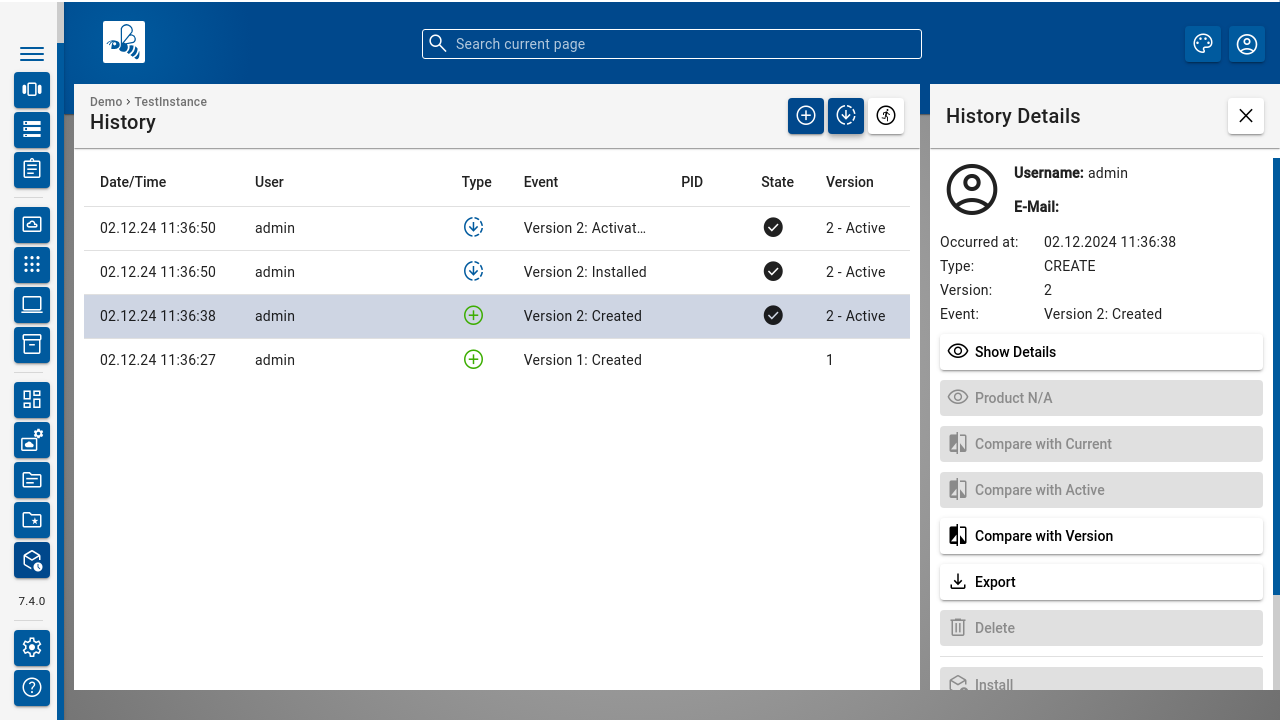 Search current page
Demo › TestInstance
History
Date/Time User Type Event PID State Version
02.12.24 11:36:50 admin Version 2: Activat… 2 - Active
02.12.24 11:36:50 admin Version 2: Installed 2 - Active
02.12.24 11:36:38 admin Version 2: Created 2 - Active
02.12.24 11:36:27 admin Version 1: Created 1
7.4.0
History Details
Username: admin
E-Mail:
Occurred at: 02.12.2024 11:36:38
Type: CREATE
Version: 2
Event: Version 2: Created
Show Details
Product N/A
Compare with Current
Compare with Active
Compare with Version
Export
Delete
Install